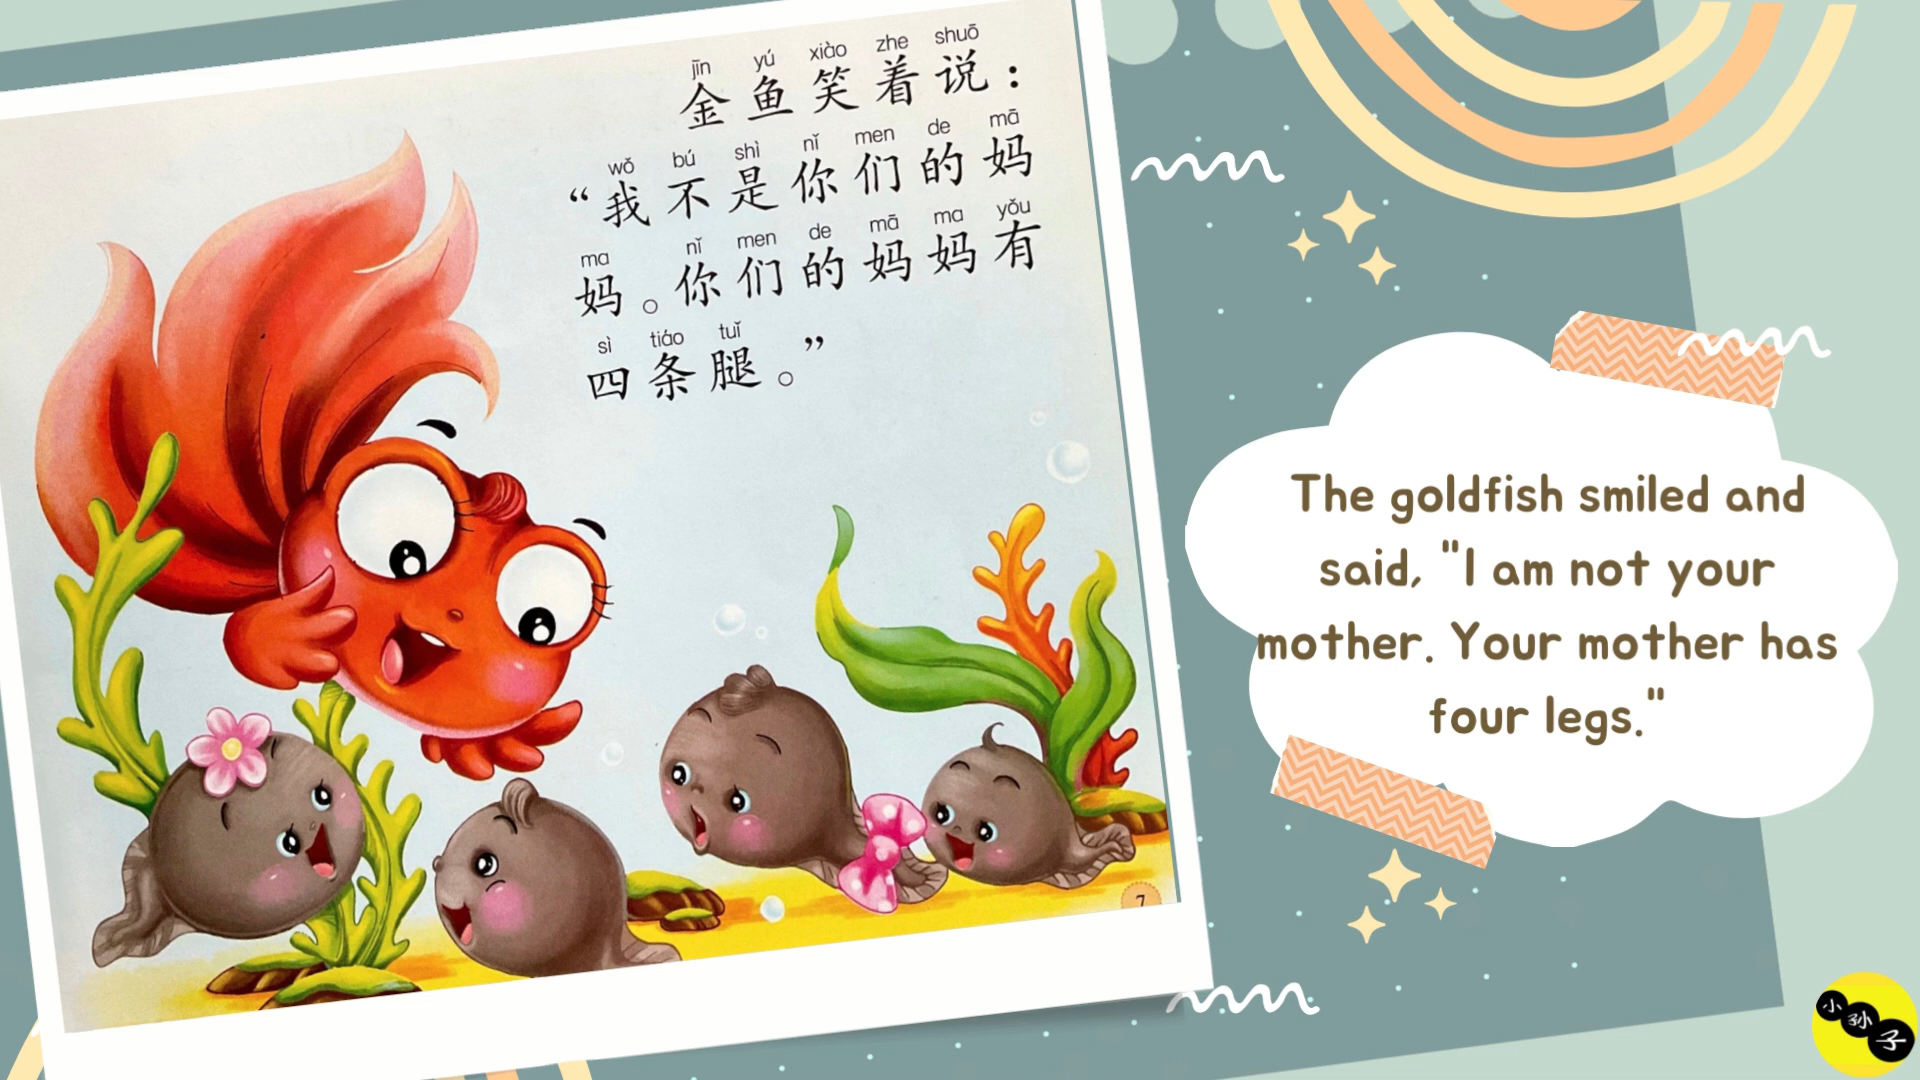 jīn yú xiào zhe shuō
金鱼笑着说：
wǒ bú shì nǐ men de mā
“我不是你们的妈
ma nǐ men de mā ma yǒu
妈。你们的妈妈有
sì tiáo tuǐ
四条腿。”
7
The goldfish smiled and
said, "I am not your
mother. Your mother has
four legs."
小孙子